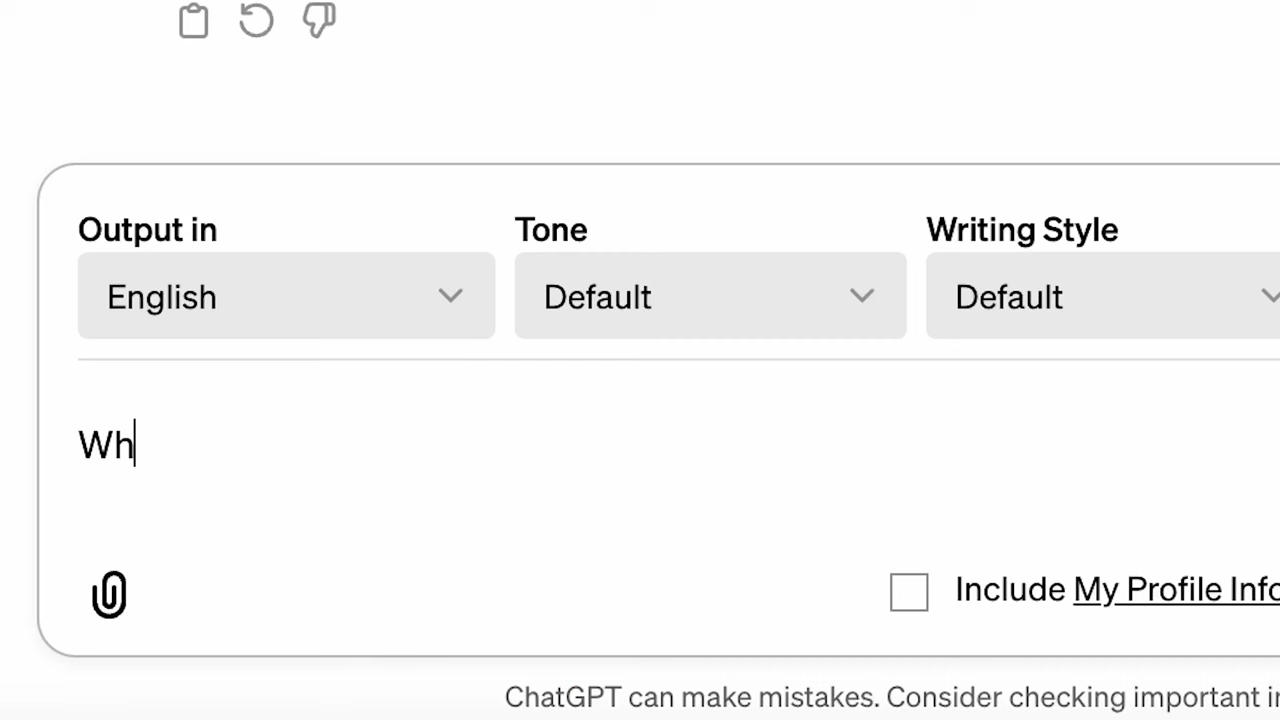 Output in Tone Writing Style
English Default Default
Wh
Include My Profile Info
ChatGPT can make mistakes. Consider checking important